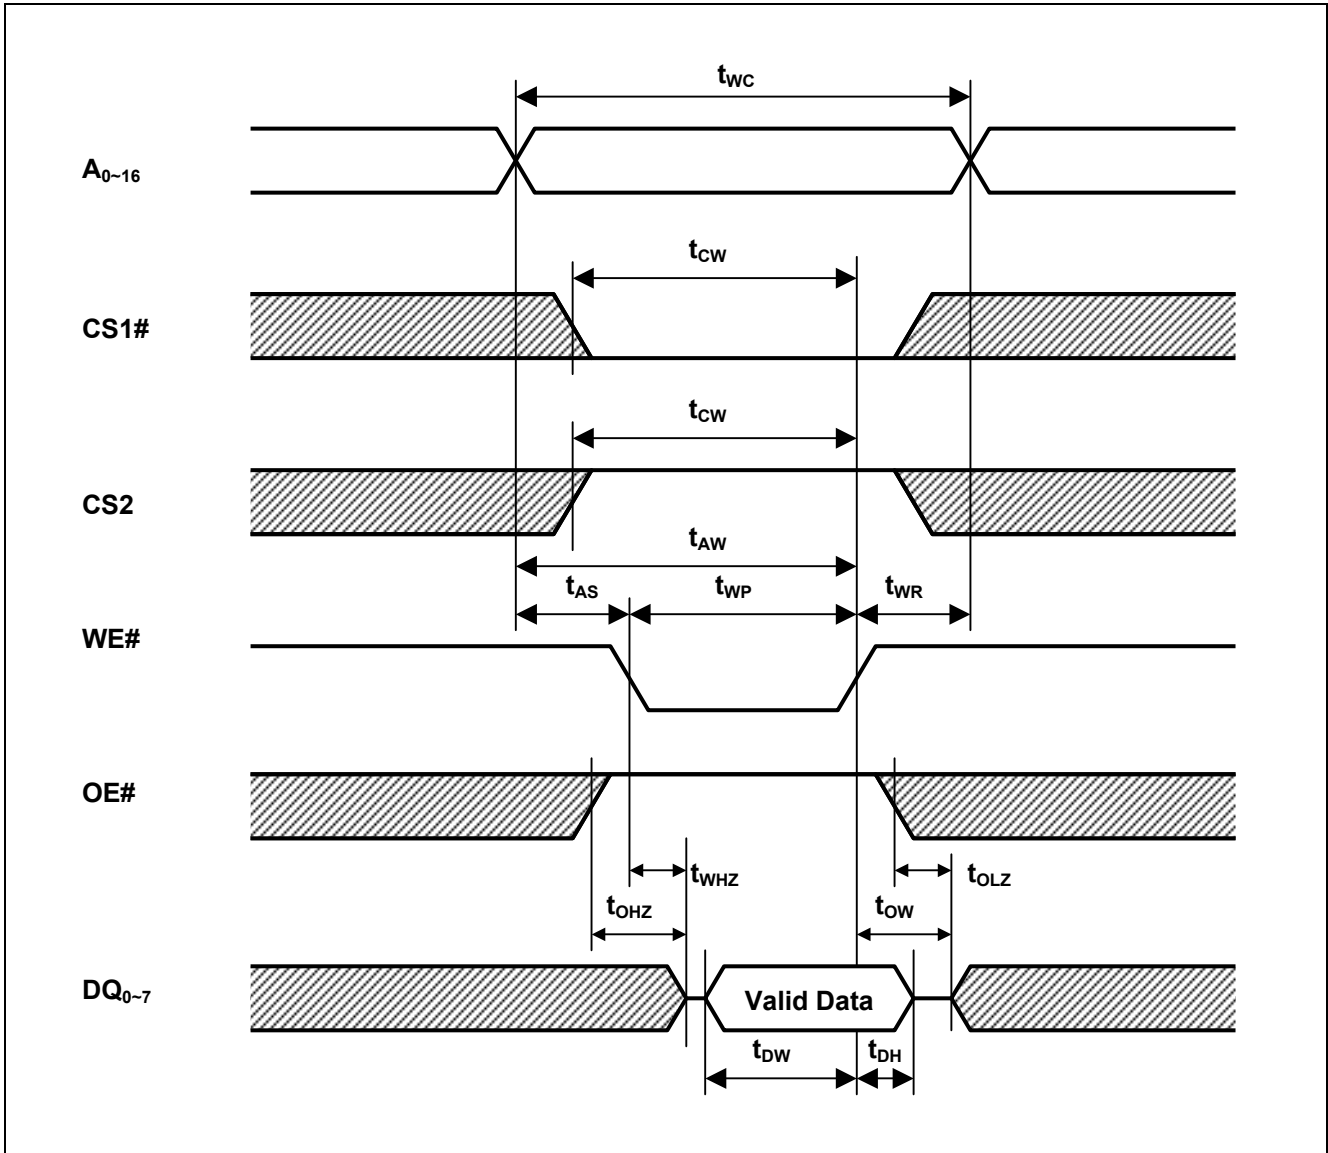 tWC
A0~16
tCW
CS1#
tCW
CS2
tAW
tAS tWP tWR
WE#
OE#
tWHZ tOLZ
tOHZ tOW
DQ0~7 Valid Data
tDW tDH